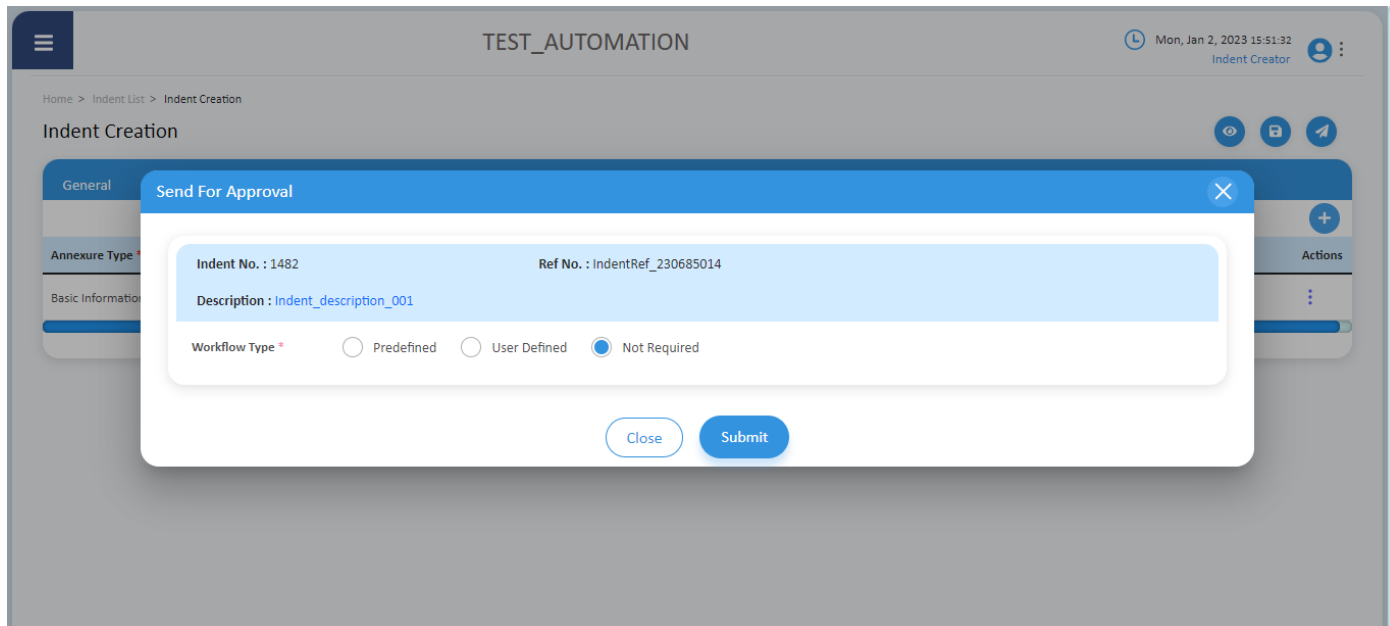 TEST_AUTOMATION
Mon, Jan 2, 2023 15:51:32
Indent Creator
Home > Indent List > Indent Creation
Indent Creation
General
Send For Approval
Annexure Type *
Actions
Indent No. : 1482 Ref No. : IndentRef_230685014
Basic Information
Description : Indent_description_001
Workflow Type * Predefined User Defined Not Required
Close Submit